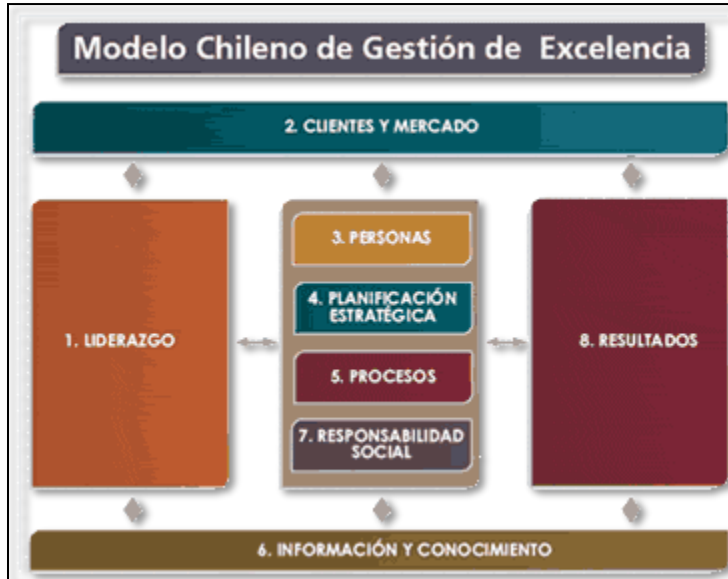 Modelo Chileno de Gestión de Excelencia
2. CLIENTES Y MERCADO
1. LIDERAZGO
3. PERSONAS
4. PLANIFICACIÓN
ESTRATÉGICA
5. PROCESOS
7. RESPONSABILIDAD
SOCIAL
8. RESULTADOS
6. INFORMACIÓN Y CONOCIMIENTO